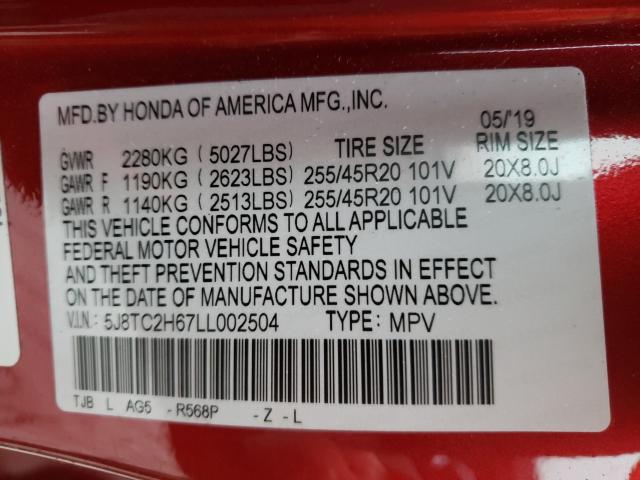 MFD.BY HONDA OF AMERICA MFG.,INC.
05/'19
GVWR 2280KG ( 5027LBS) TIRE SIZE RIM SIZE
GAWR F 1190KG ( 2623LBS) 255/45R20 101V 20X8.0J
GAWR R 1140KG ( 2513LBS) 255/45R20 101V 20X8.0J
THIS VEHICLE CONFORMS TO ALL APPLICABLE
FEDERAL MOTOR VEHICLE SAFETY
AND THEFT PREVENTION STANDARDS IN EFFECT
ON THE DATE OF MANUFACTURE SHOWN ABOVE.
V.I.N.: 5J8TC2H67LL002504 TYPE: MPV
TJB L AG5 - R568P - Z - L